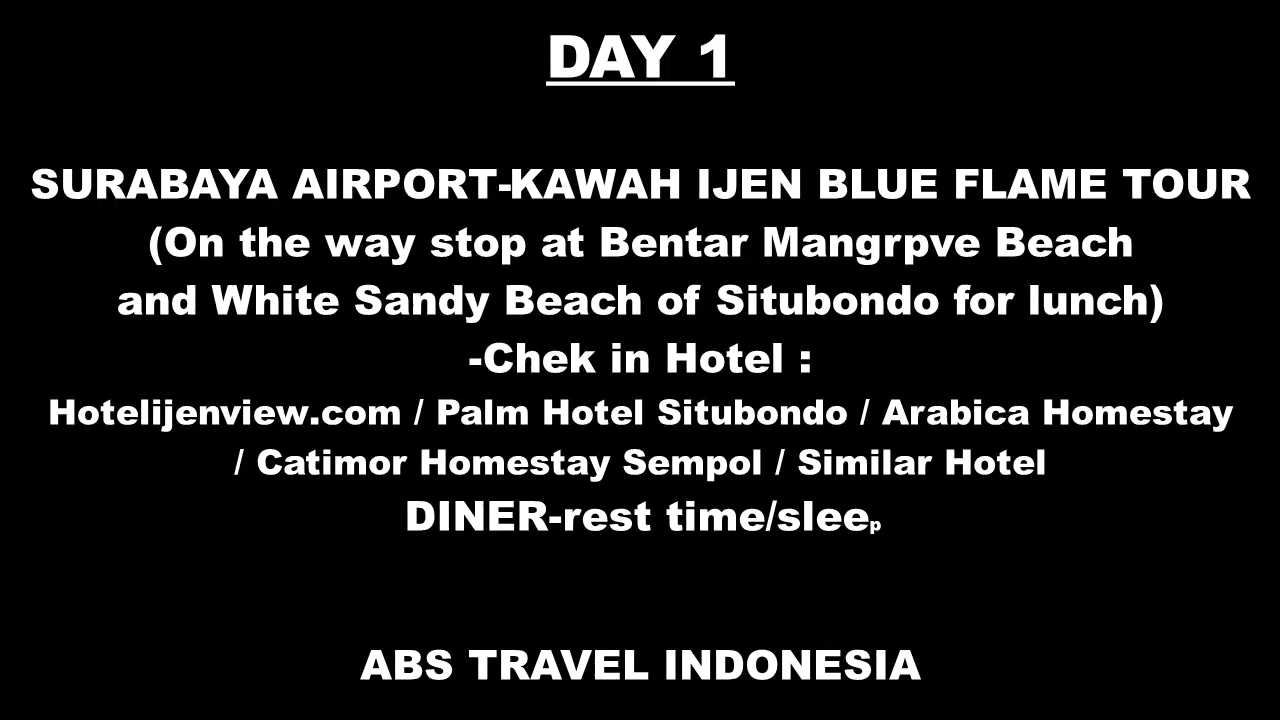 DAY 1
SURABAYA AIRPORT-KAWAH IJEN BLUE FLAME TOUR
(On the way stop at Bentar Mangrpve Beach
and White Sandy Beach of Situbondo for lunch)
-Chek in Hotel :
Hotelijenview.com / Palm Hotel Situbondo / Arabica Homestay
/ Catimor Homestay Sempol / Similar Hotel
DINER-rest time/sleep
ABS TRAVEL INDONESIA